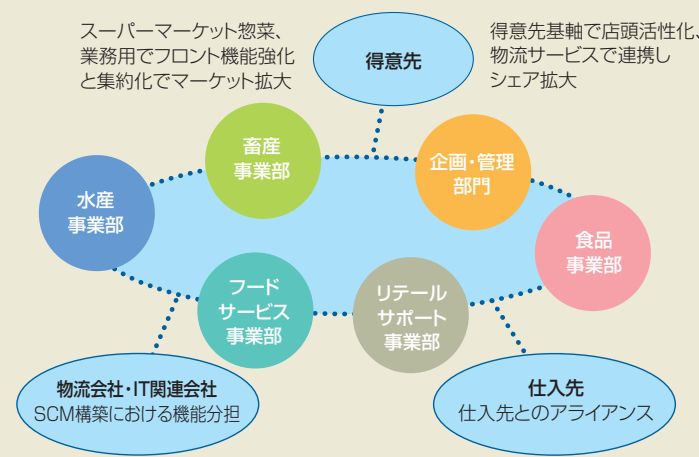 スーパーマーケット惣菜、
業務用でフロント機能強化
と集約化でマーケット拡大
得意先
得意先基軸で店頭活性化、
物流サービスで連携し
シェア拡大
畜産
事業部
企画・管理
部門
水産
事業部
食品
事業部
フード
サービス
事業部
リテール
サポート
事業部
物流会社・IT関連会社
SCM構築における機能分担
仕入先
仕入先とのアライアンス